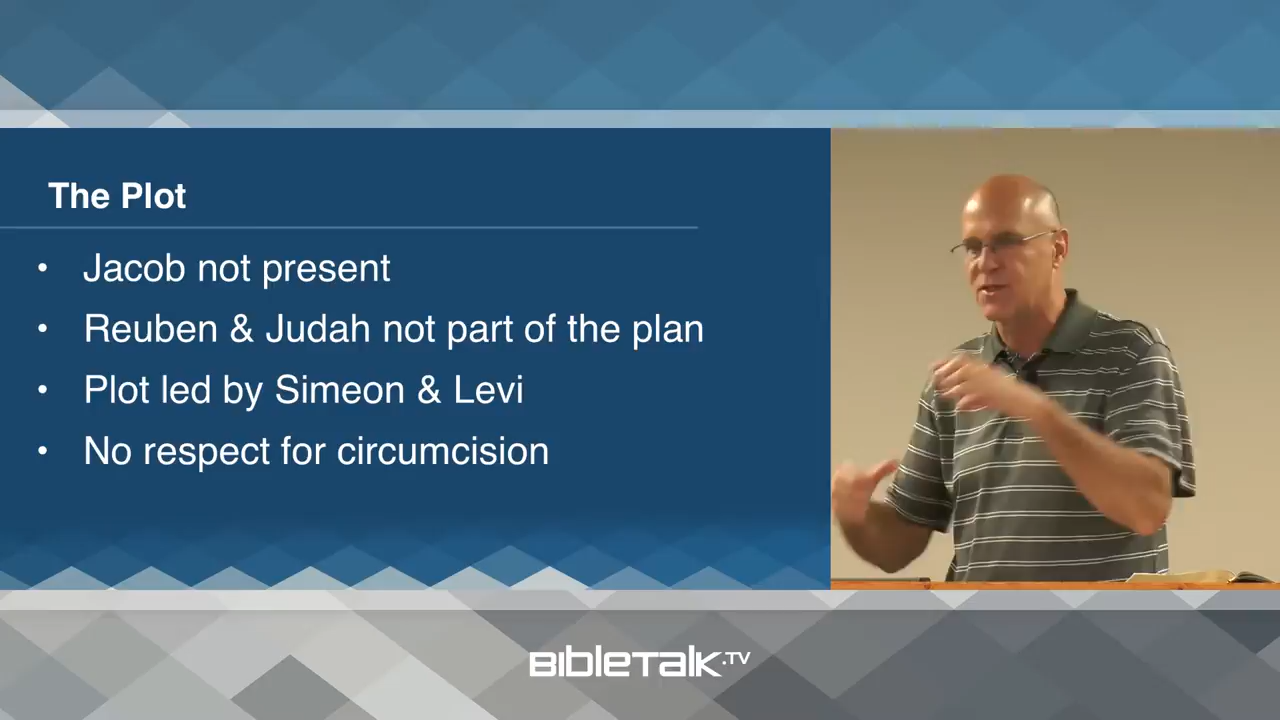 The Plot
• Jacob not present
• Reuben & Judah not part of the plan
• Plot led by Simeon & Levi
• No respect for circumcision
BIBLETALK.TV